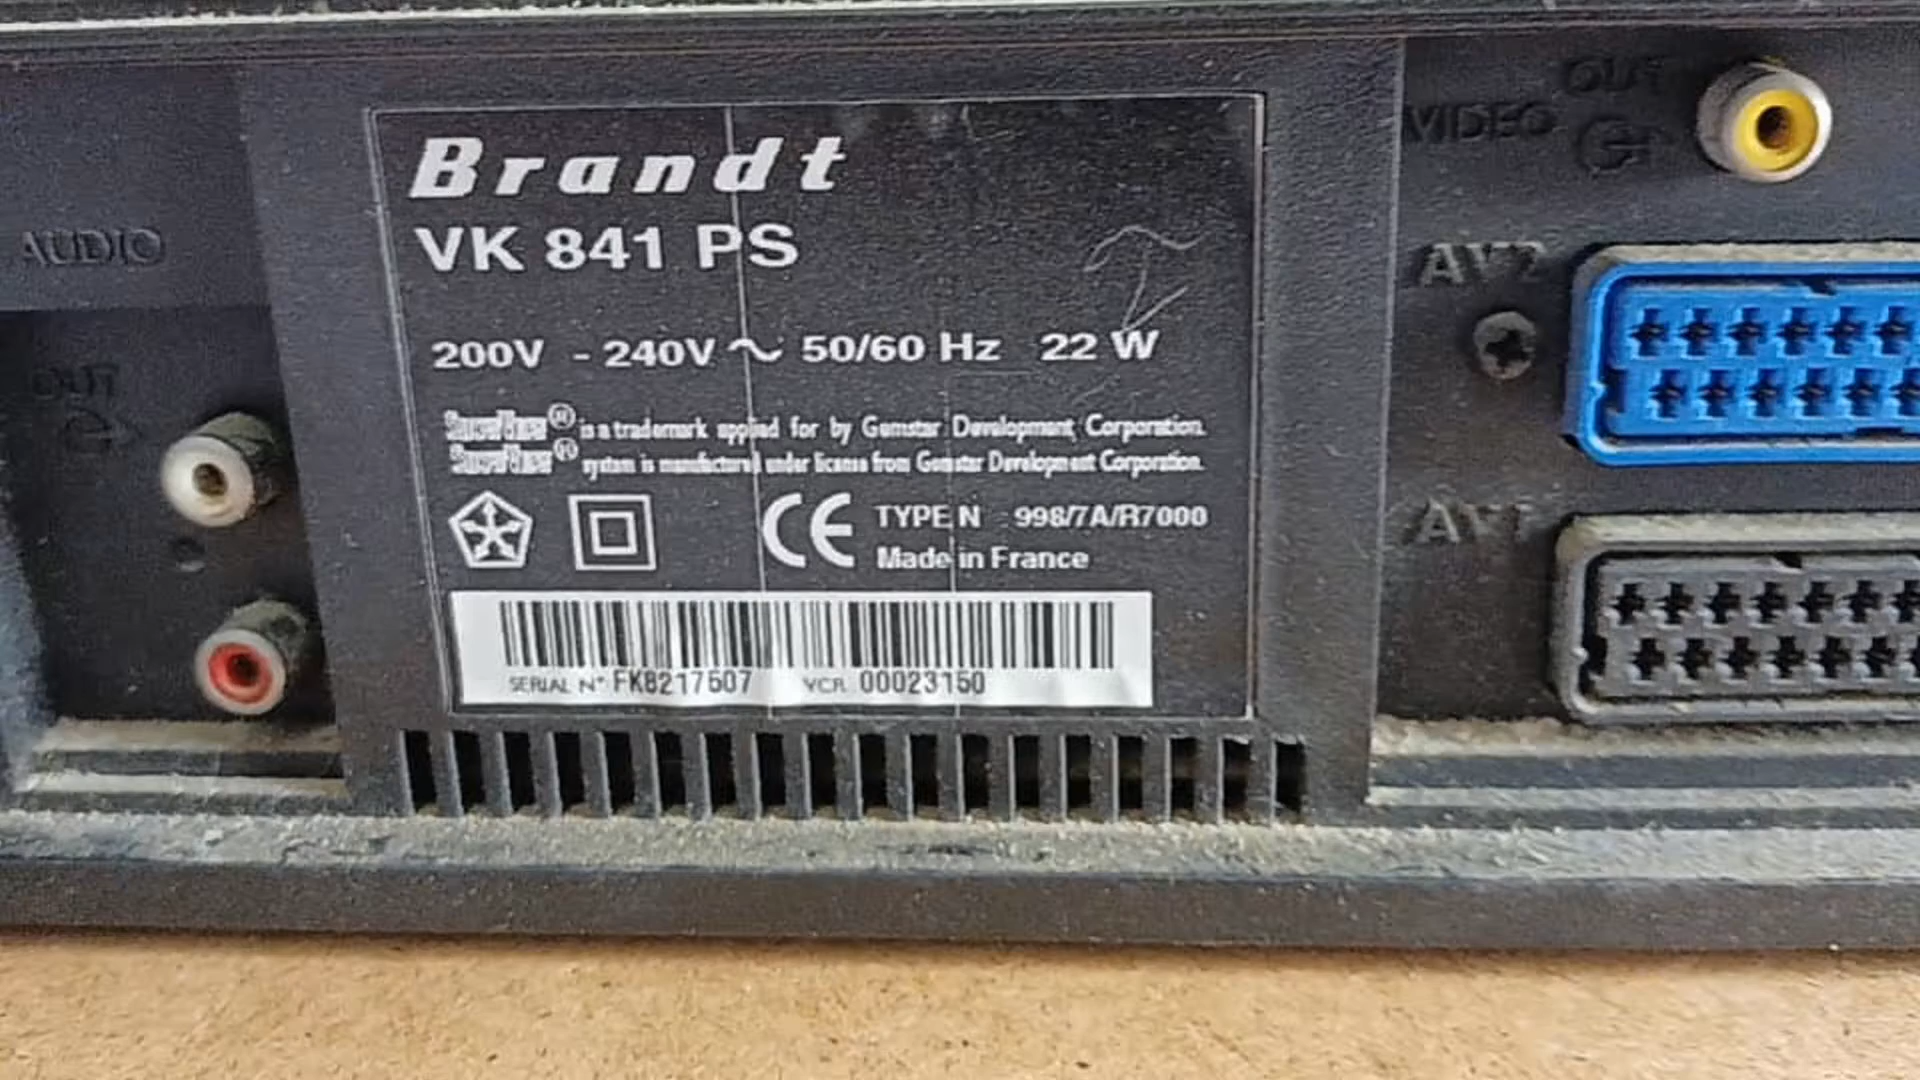 AUDIO
OUT
Brandt
VK 841 PS
200V - 240V ~ 50/60 Hz 22 W
ShowView® is a trademark applied for by Gemstar Development Corporation.
ShowView® system is manufactured under license from Gemstar Development Corporation.
CE TYPE N : 998/7A/R7000
Made in France
SERIAL N° FK8217507 VCR 00023150
OUT
VIDEO
AV2
AV1